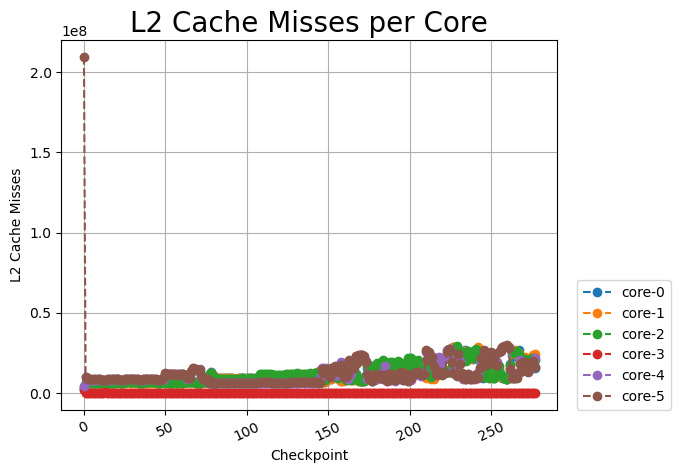 L2 Cache Misses per Core
1e8
2.0
1.5
1.0
0.5
0.0
L2 Cache Misses
0
50
100
150
200
250
Checkpoint
core-0
core-1
core-2
core-3
core-4
core-5